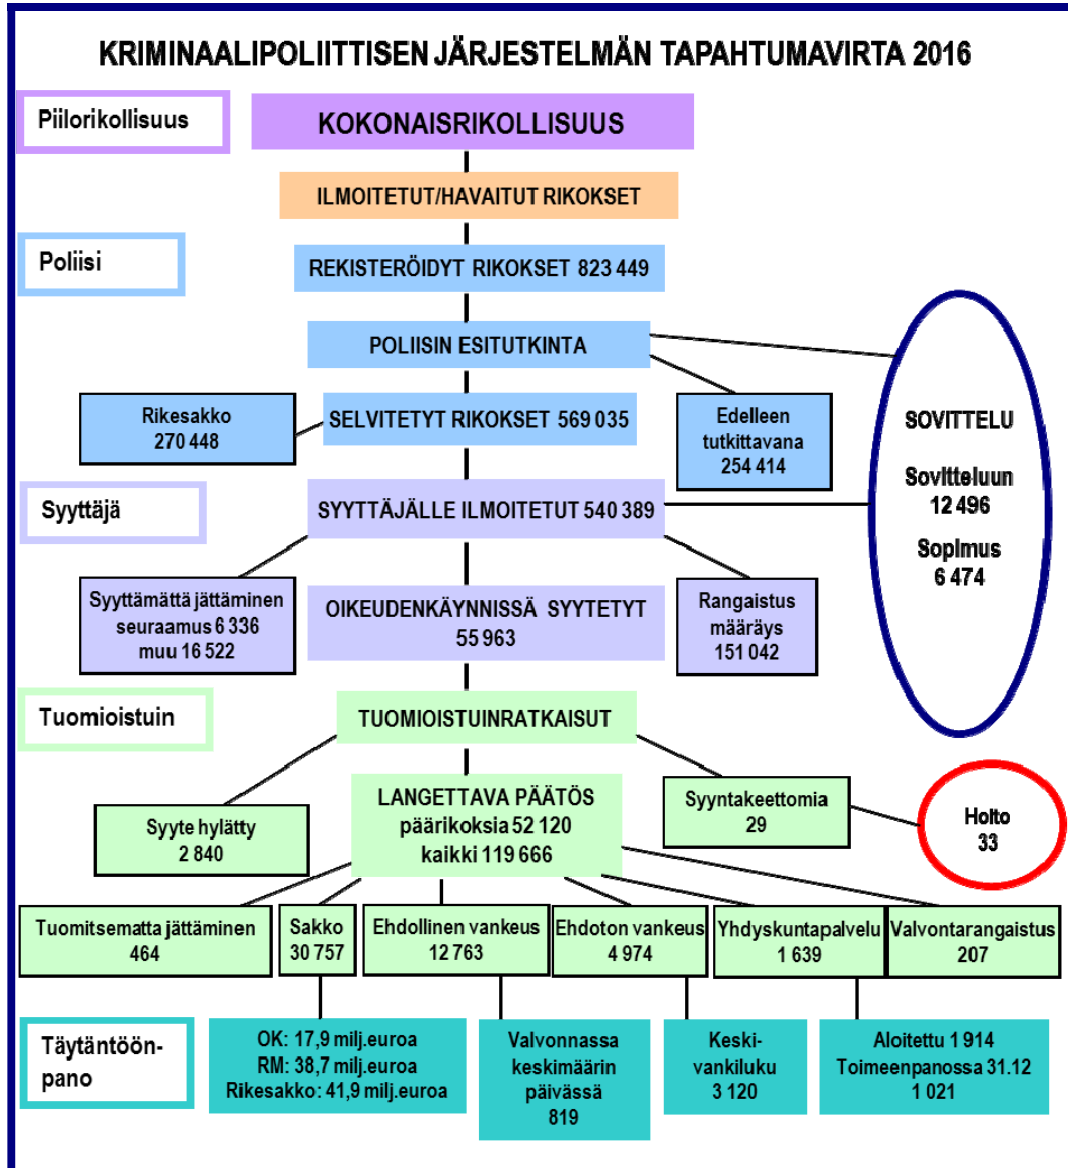 KRIMINAALIPOLIITTISEN JÄRJESTELMÄN TAPAHTUMAVIRTA 2016
Piilorikollisuus
KOKONAISRIKOLLISUUS
ILMOITETUT/HAVAITUT RIKOKSET
Poliisi
REKISTERÖIDYT RIKOKSET 823 449
POLIISIN ESITUTKINTA
Rikesakko
270 448
SELVITETYT RIKOKSET 569 035
Edelleen
tutkittavana
254 414
SOVITTELU
Sovitteluun
12 496
Sopimus
6 474
Syyttäjä
SYYTTÄJÄLLE ILMOITETUT 540 389
Syyttämättä jättäminen
seuraamus 6 336
muu 16 522
OIKEUDENKÄYNNISSÄ SYYTETYT
55 963
Rangaistus
määräys
151 042
Tuomioistuin
TUOMIOISTUINRATKAISUT
Syyte hylätty
2 840
LANGETTAVA PÄÄTÖS
päärikoksia 52 120
kaikki 119 666
Syyntakeettomia
29
Hoito
33
Tuomitsematta jättäminen
464
Sakko
30 757
Ehdollinen vankeus
12 763
Ehdoton vankeus
4 974
Yhdyskuntapalvelu
1 639
Valvontarangaistus
207
Täytäntöön-
pano
OK: 17,9 milj.euroa
RM: 38,7 milj.euroa
Rikesakko: 41,9 milj.euroa
Valvonnassa
keskimäärin
päivässä
819
Keski-
vankiluku
3 120
Aloitettu 1 914
Toimeenpanossa 31.12
1 021